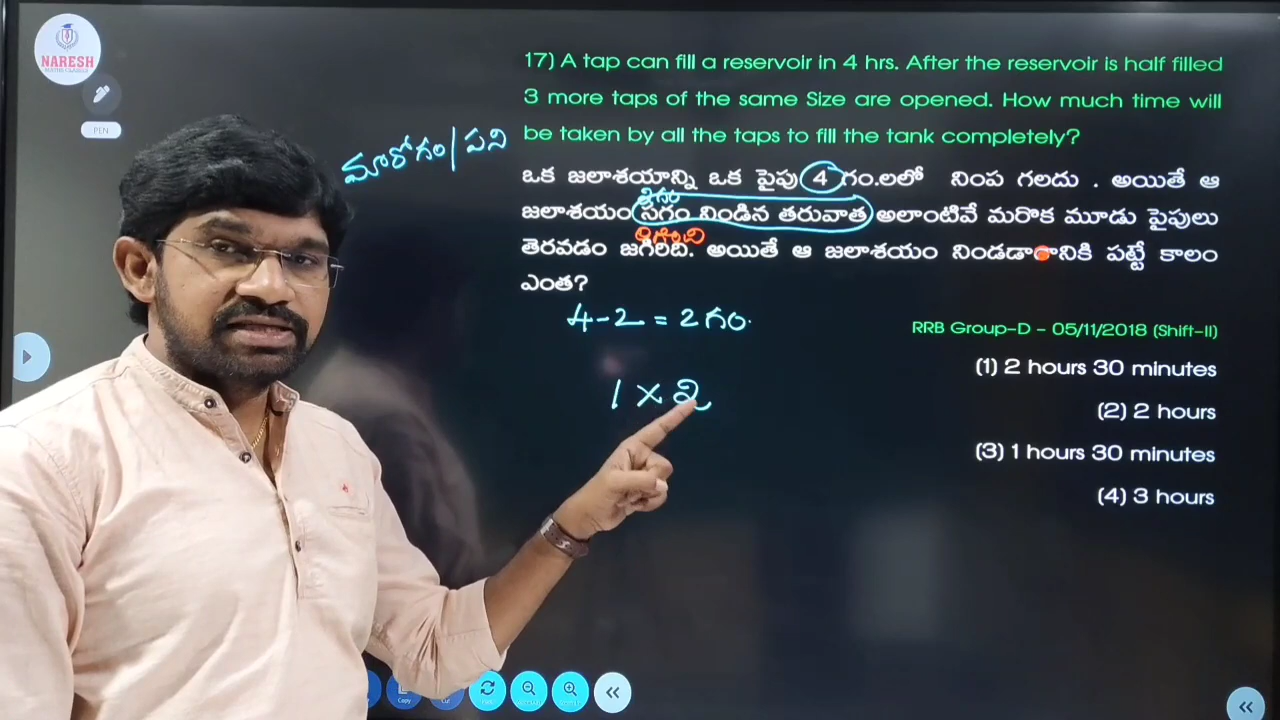 NARESH
MATHS CLASSES
PEN
17) A tap can fill a reservoir in 4 hrs. After the reservoir is half filled
3 more taps of the same Size are opened. How much time will
be taken by all the taps to fill the tank completely?
మారోగం/పని
ఒక జలాశయాన్ని ఒక పైపు 4 గం.లలో నింప గలదు . అయితే ఆ
జలాశయం సగం నిండిన తరువాత అలాంటివే మరొక మూడు పైపులు
తెరవడం జగిరిది. అయితే ఆ జలాశయం నిండడానికి పట్టే కాలం
ఎంత?
4-2 = 2గం.
1 × 2
RRB Group-D - 05/11/2018 (Shift-II)
(1) 2 hours 30 minutes
(2) 2 hours
(3) 1 hours 30 minutes
(4) 3 hours
Copy